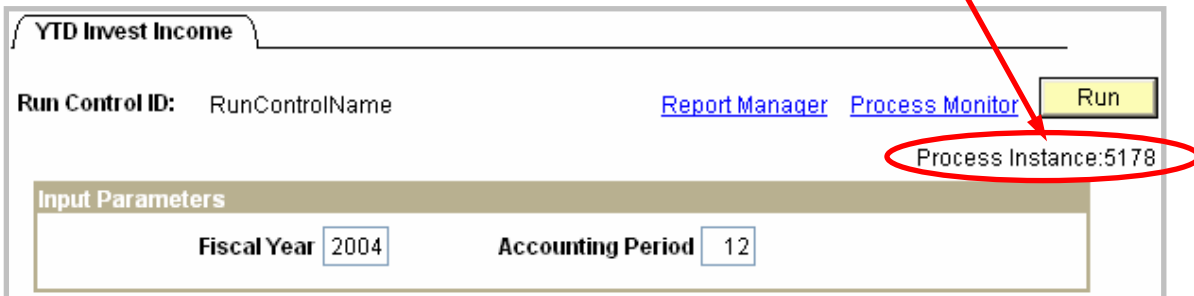 YTD Invest Income
Run Control ID: RunControlName Report Manager Process Monitor Run
Process Instance:5178
Input Parameters
Fiscal Year 2004 Accounting Period 12